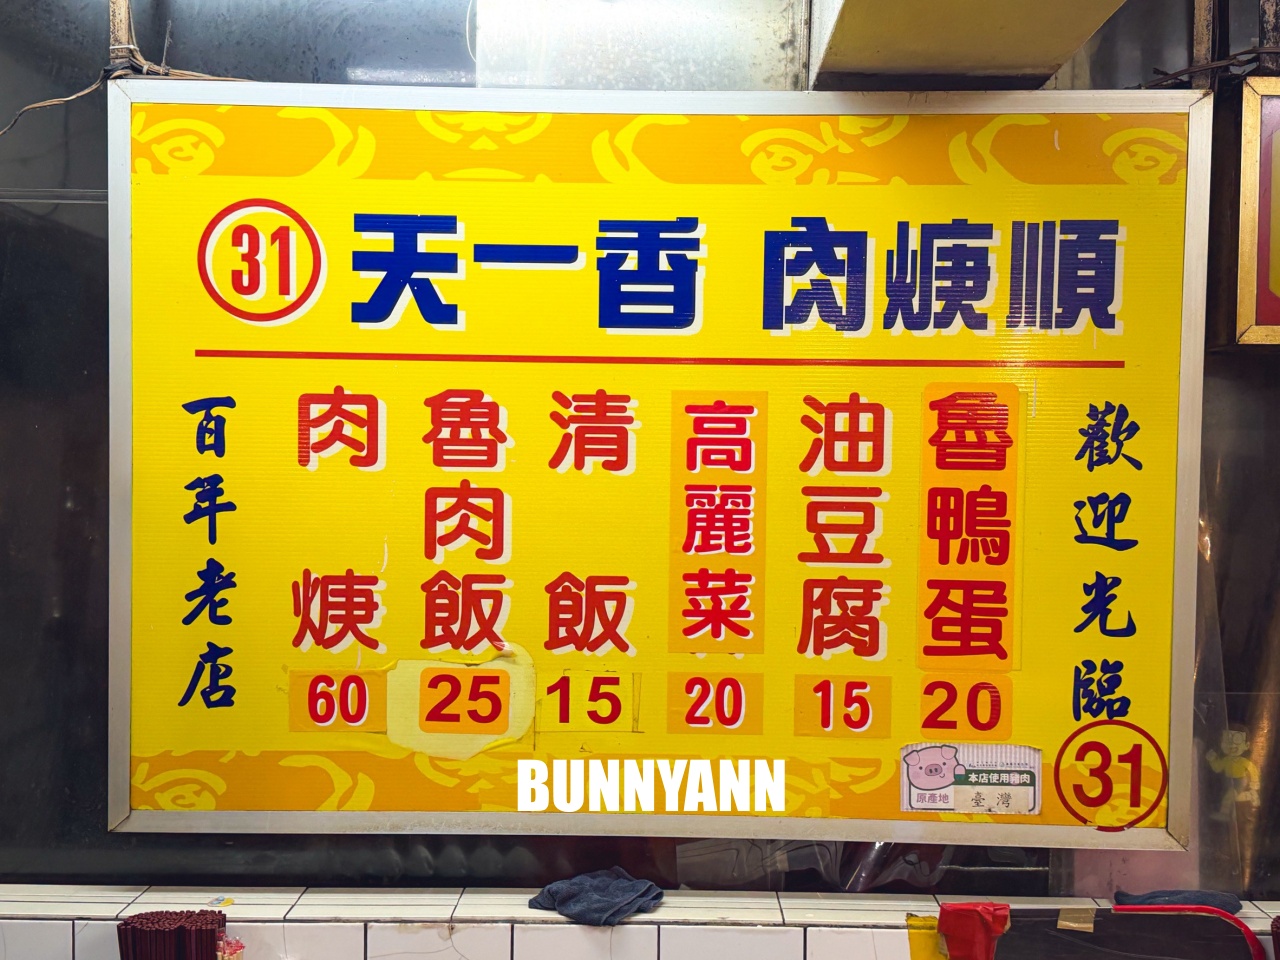 31 天一香 肉焿順
百年老店
肉焿 60
魯肉飯 25
清飯 15
高麗菜 20
油豆腐 15
魯鴨蛋 20
歡迎光臨
31
本店使用豬肉
原產地 臺灣
BUNNYANN